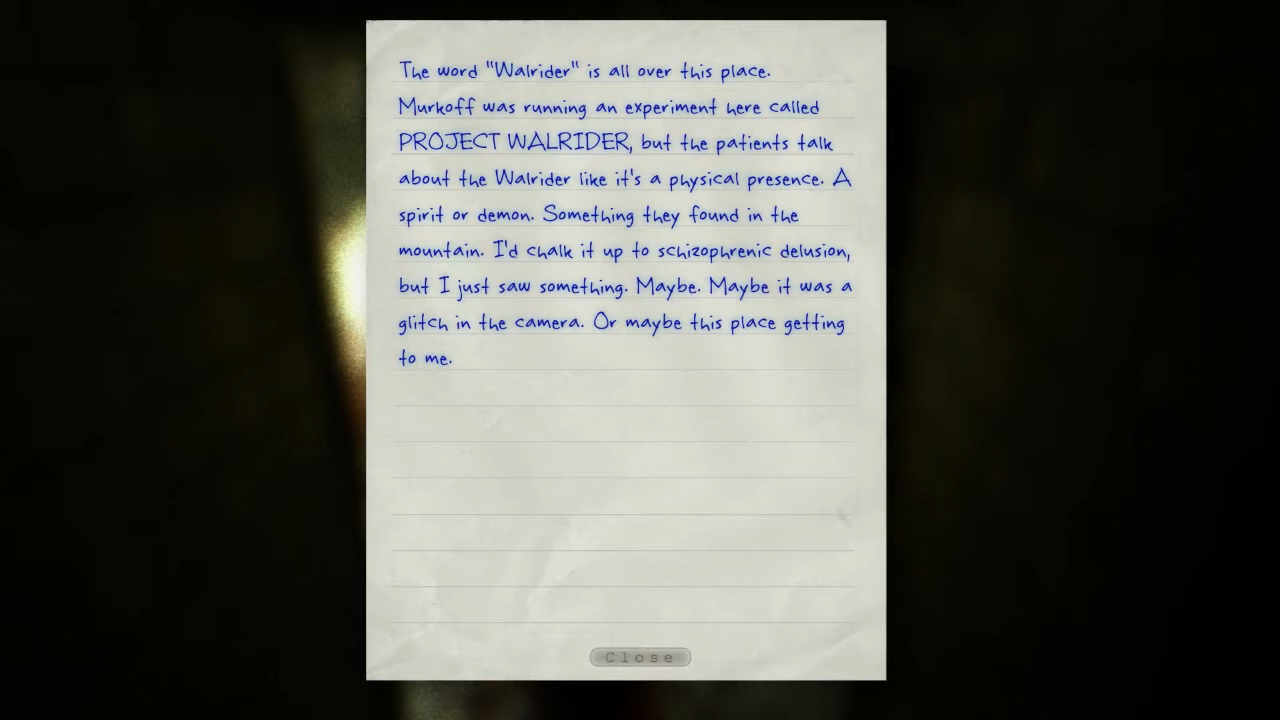 The word "Walrider" is all over this place.
Murkoff was running an experiment here called
PROJECT WALRIDER, but the patients talk
about the Walrider like it's a physical presence. A
spirit or demon. Something they found in the
mountain. I'd chalk it up to schizophrenic delusion,
but I just saw something. Maybe. Maybe it was a
glitch in the camera. Or maybe this place getting
to me.
Close